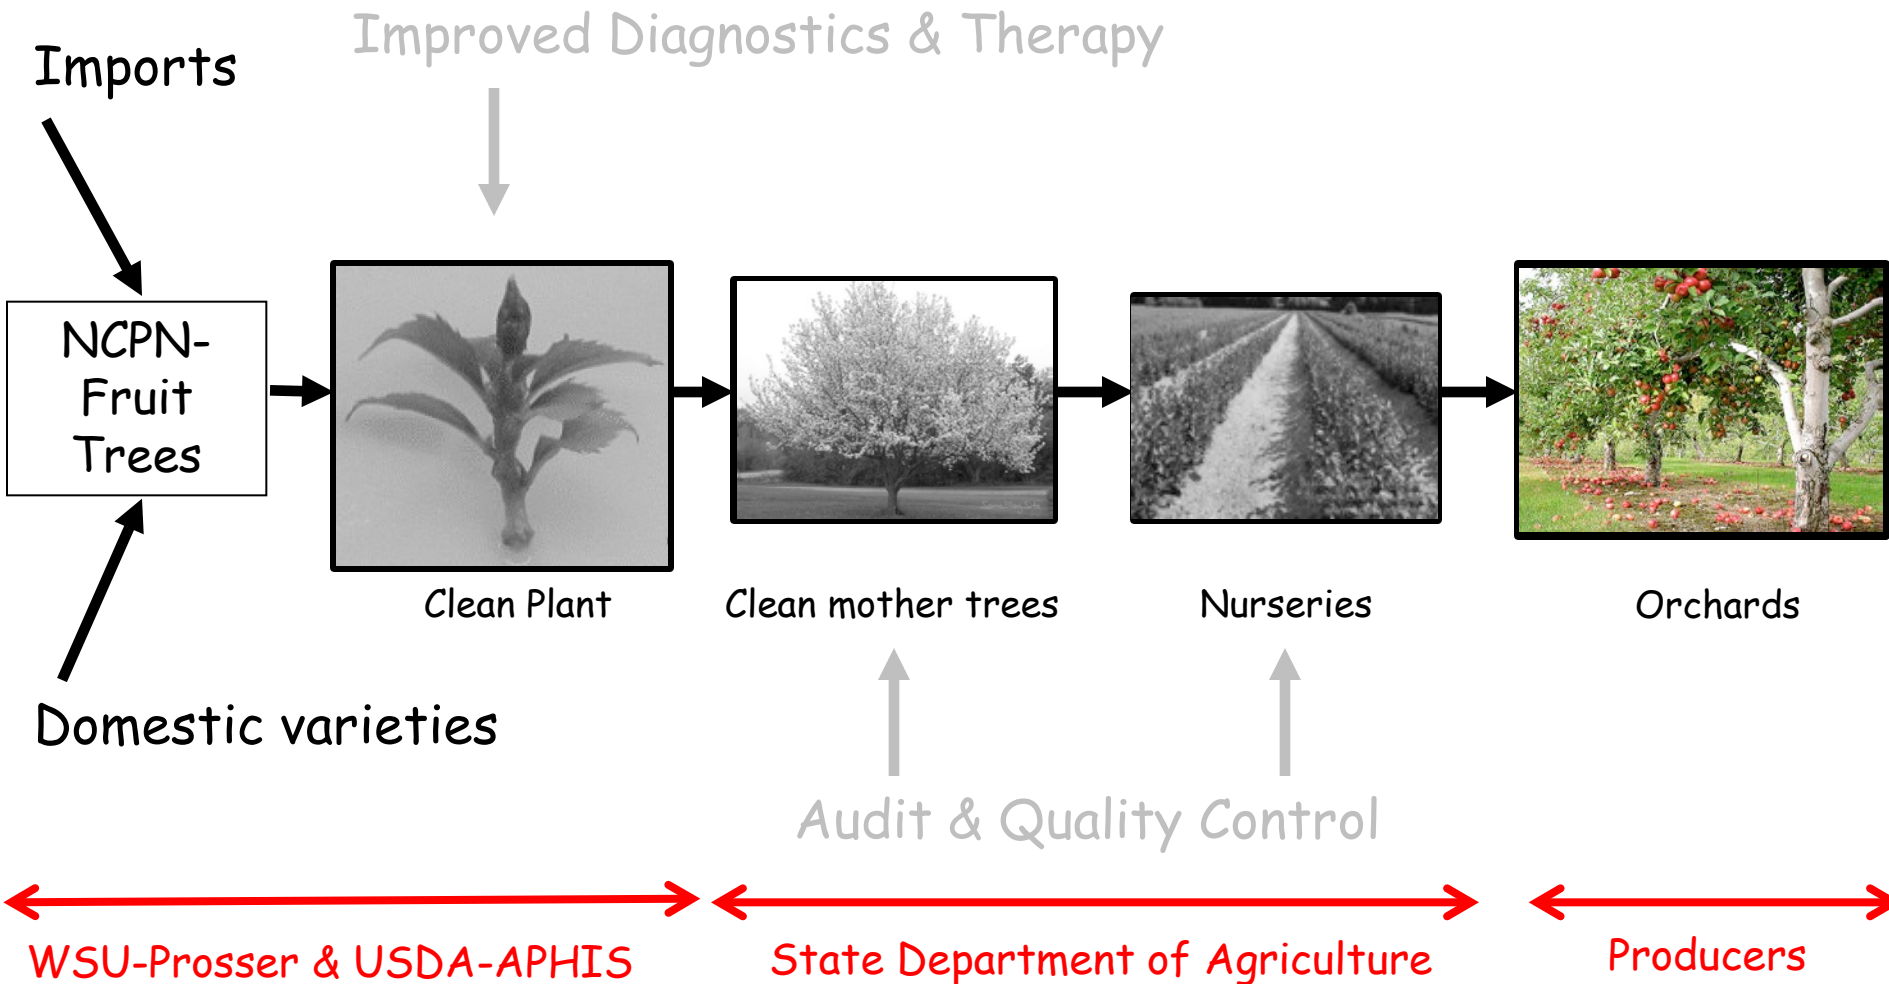 Improved Diagnostics & Therapy
Imports
NCPN-
Fruit
Trees
Clean Plant
Clean mother trees
Nurseries
Orchards
Domestic varieties
Audit & Quality Control
WSU-Prosser & USDA-APHIS
State Department of Agriculture
Producers